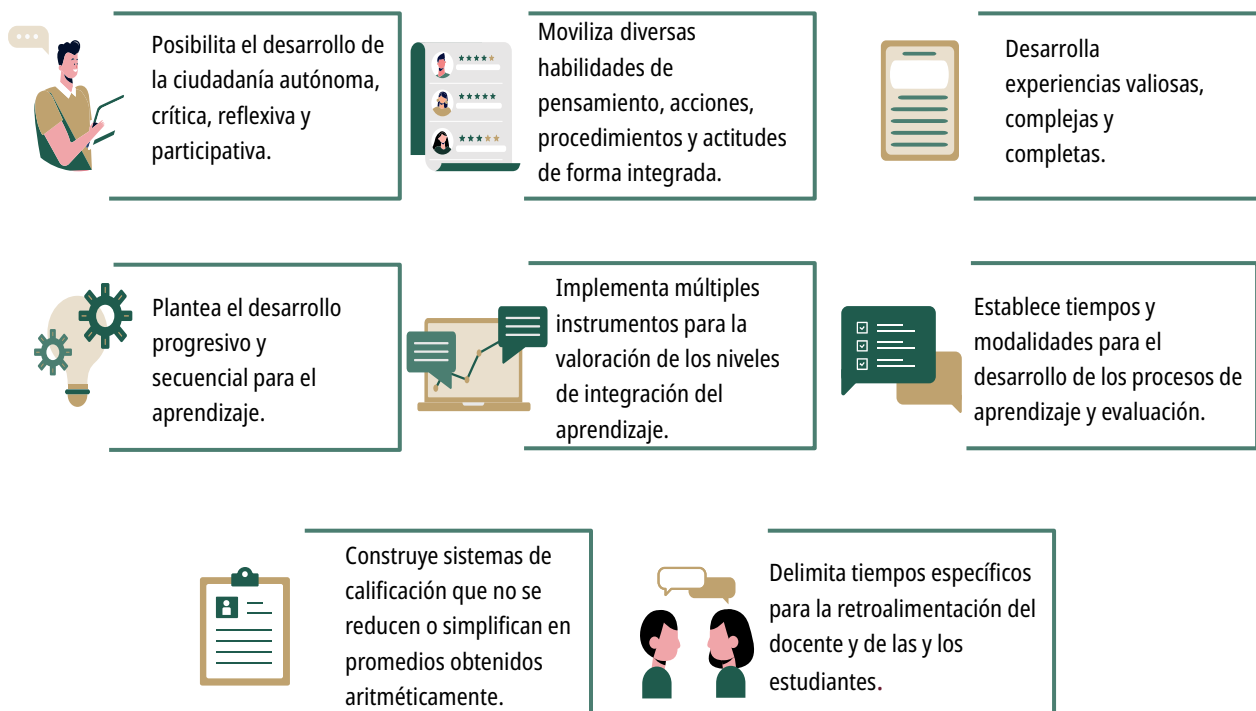 Posibilita el desarrollo de
la ciudadanía autónoma,
crítica, reflexiva y
participativa.
Moviliza diversas
habilidades de
pensamiento, acciones,
procedimientos y actitudes
de forma integrada.
Desarrolla
experiencias valiosas,
complejas y
completas.
Plantea el desarrollo
progresivo y
secuencial para el
aprendizaje.
Implementa múltiples
instrumentos para la
valoración de los niveles
de integración del
aprendizaje.
Establece tiempos y
modalidades para el
desarrollo de los procesos de
aprendizaje y evaluación.
Construye sistemas de
calificación que no se
reducen o simplifican en
promedios obtenidos
aritméticamente.
Delimita tiempos específicos
para la retroalimentación del
docente y de las y los
estudiantes.